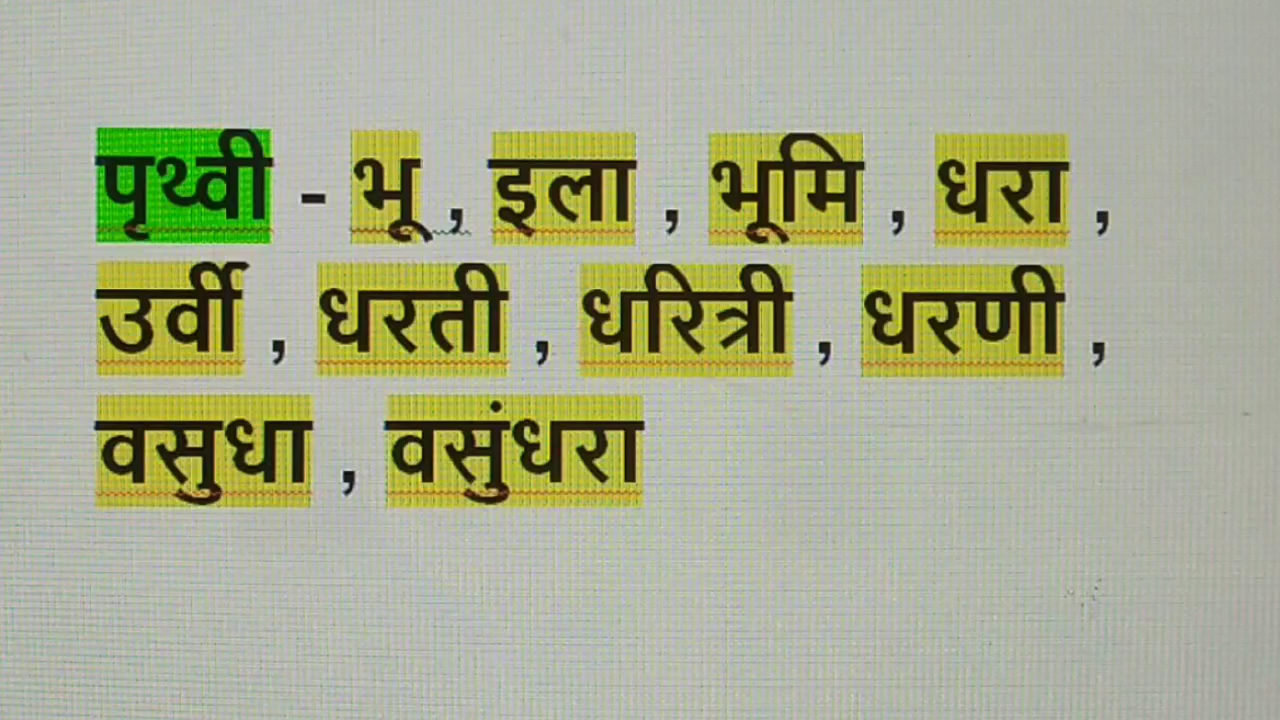 पृथ्वी - भू , इला , भूमि , धरा ,
उर्वी , धरती , धरित्री , धरणी ,
वसुधा , वसुंधरा